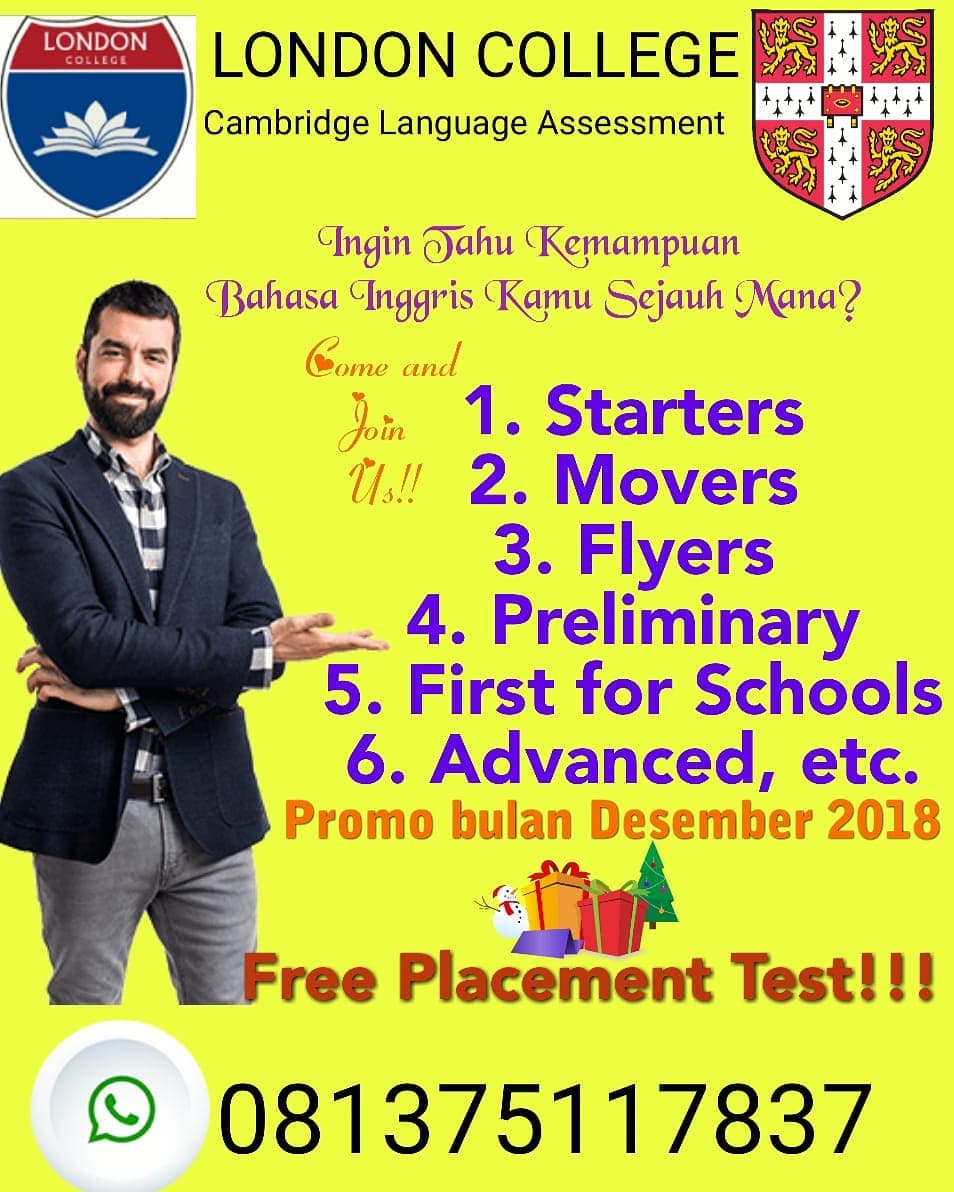 LONDON
COLLEGE
LONDON COLLEGE
Cambridge Language Assessment
Ingin Tahu Kemampuan
Bahasa Inggris Kamu Sejauh Mana?
Come and
Join
Us!!
1. Starters
2. Movers
3. Flyers
4. Preliminary
5. First for Schools
6. Advanced, etc.
Promo bulan Desember 2018
Free Placement Test!!!
081375117837